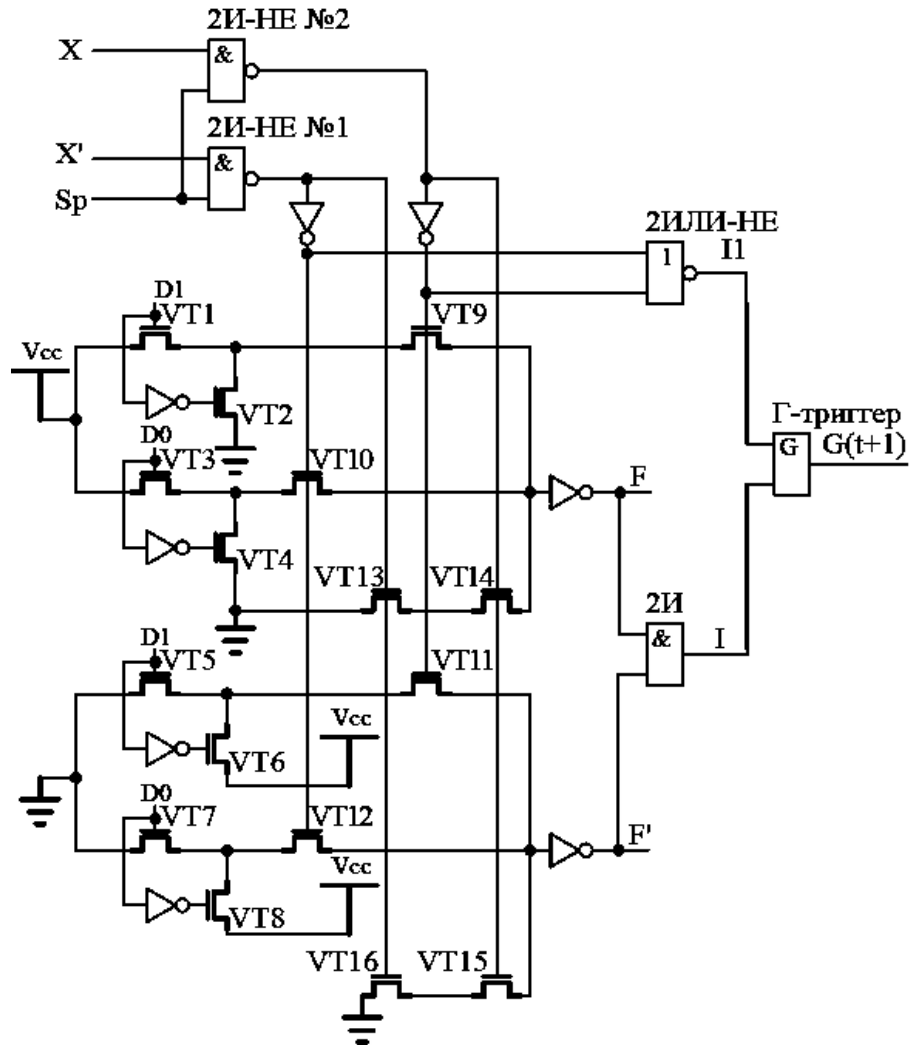 2И-НЕ №2
X
&
2И-НЕ №1
X'
&
Sp
2ИЛИ-НЕ
1
I1
D1
VT1
VT9
Vcc
VT2
D0
VT3
VT10
VT4
Г-триггер
G
G(t+1)
F
VT13
VT14
2И
&
I
D1
VT5
VT11
VT6
Vcc
D0
VT7
VT12
F'
VT8
Vcc
VT16
VT15